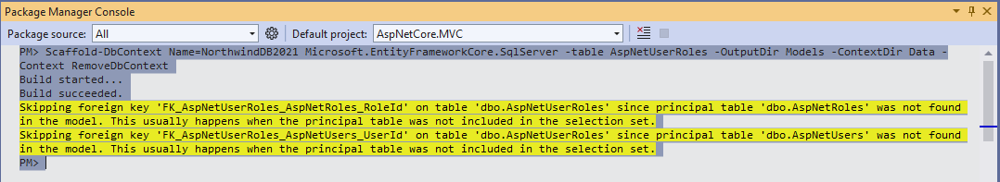 Package Manager Console
Package source: All Default project: AspNetCore.MVC
PM> Scaffold-DbContext Name=NorthwindDB2021 Microsoft.EntityFrameworkCore.SqlServer -table AspNetUserRoles -OutputDir Models -ContextDir Data -
Context RemoveDbContext
Build started...
Build succeeded.
Skipping foreign key 'FK_AspNetUserRoles_AspNetRoles_RoleId' on table 'dbo.AspNetUserRoles' since principal table 'dbo.AspNetRoles' was not found
in the model. This usually happens when the principal table was not included in the selection set.
Skipping foreign key 'FK_AspNetUserRoles_AspNetUsers_UserId' on table 'dbo.AspNetUserRoles' since principal table 'dbo.AspNetUsers' was not found
in the model. This usually happens when the principal table was not included in the selection set.
PM>